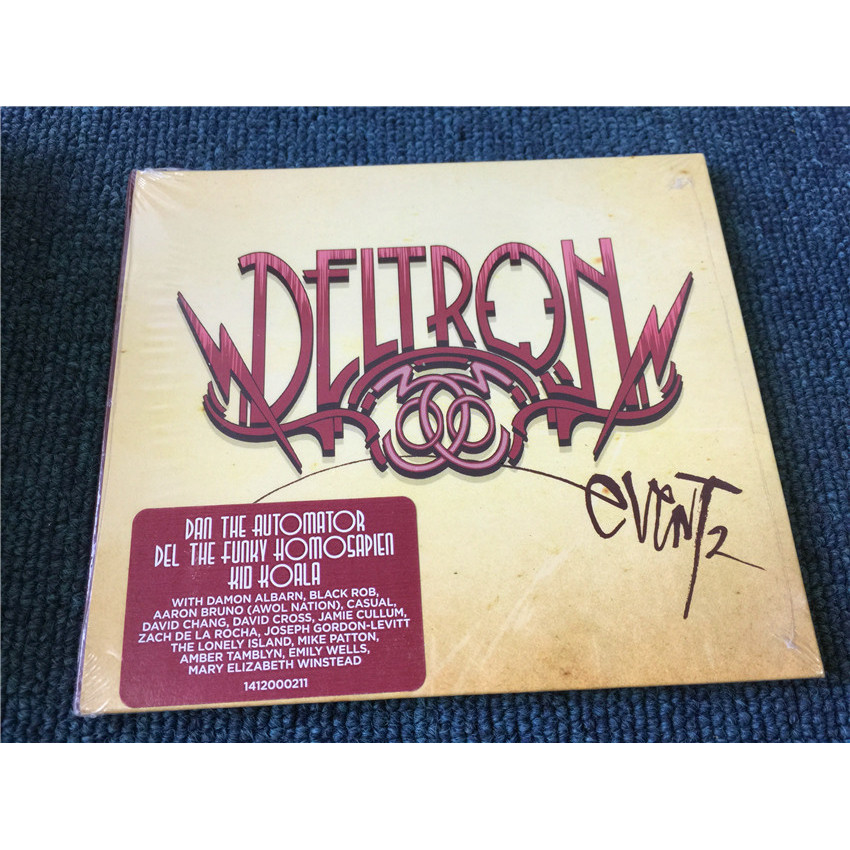 DELTRON
event2
DAN THE AUTOMATOR
DEL THE FUNKY HOMOSAPIEN
KID KOALA
WITH DAMON ALBARN, BLACK ROB,
AARON BRUNO (AWOL NATION), CASUAL,
DAVID CHANG, DAVID CROSS, JAMIE CULLUM,
ZACH DE LA ROCHA, JOSEPH GORDON-LEVITT
THE LONELY ISLAND, MIKE PATTON,
AMBER TAMBLYN, EMILY WELLS,
MARY ELIZABETH WINSTEAD
1412000211